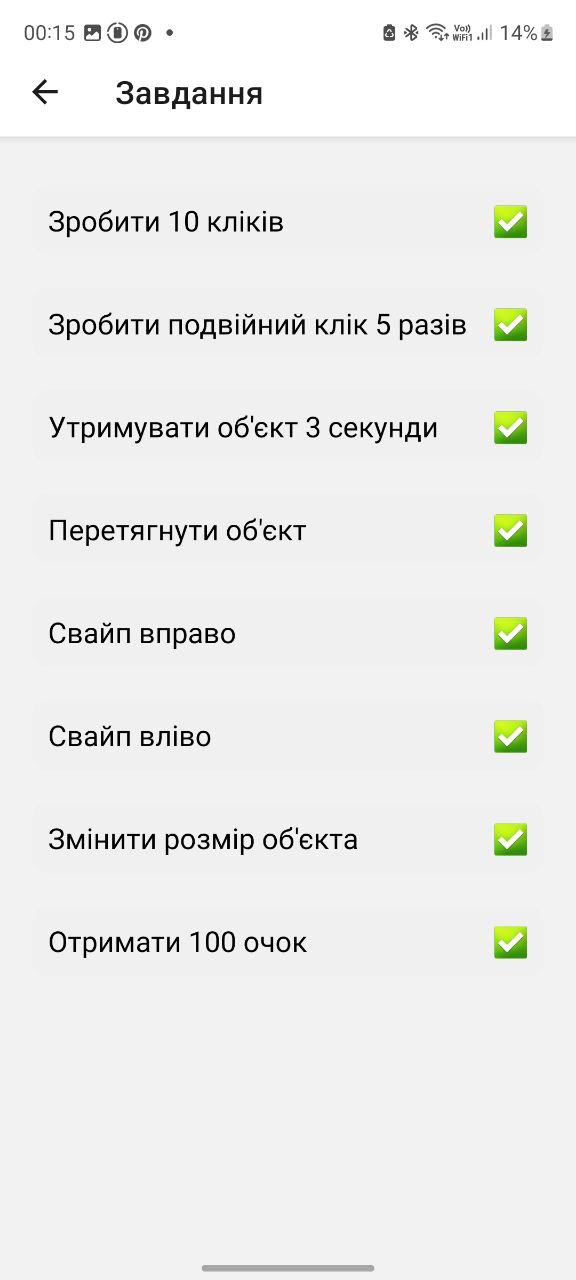 00:15 Vo)) WiFi1 14%
Завдання
Зробити 10 кліків
Зробити подвійний клік 5 разів
Утримувати об'єкт 3 секунди
Перетягнути об'єкт
Свайп вправо
Свайп вліво
Змінити розмір об'єкта
Отримати 100 очок